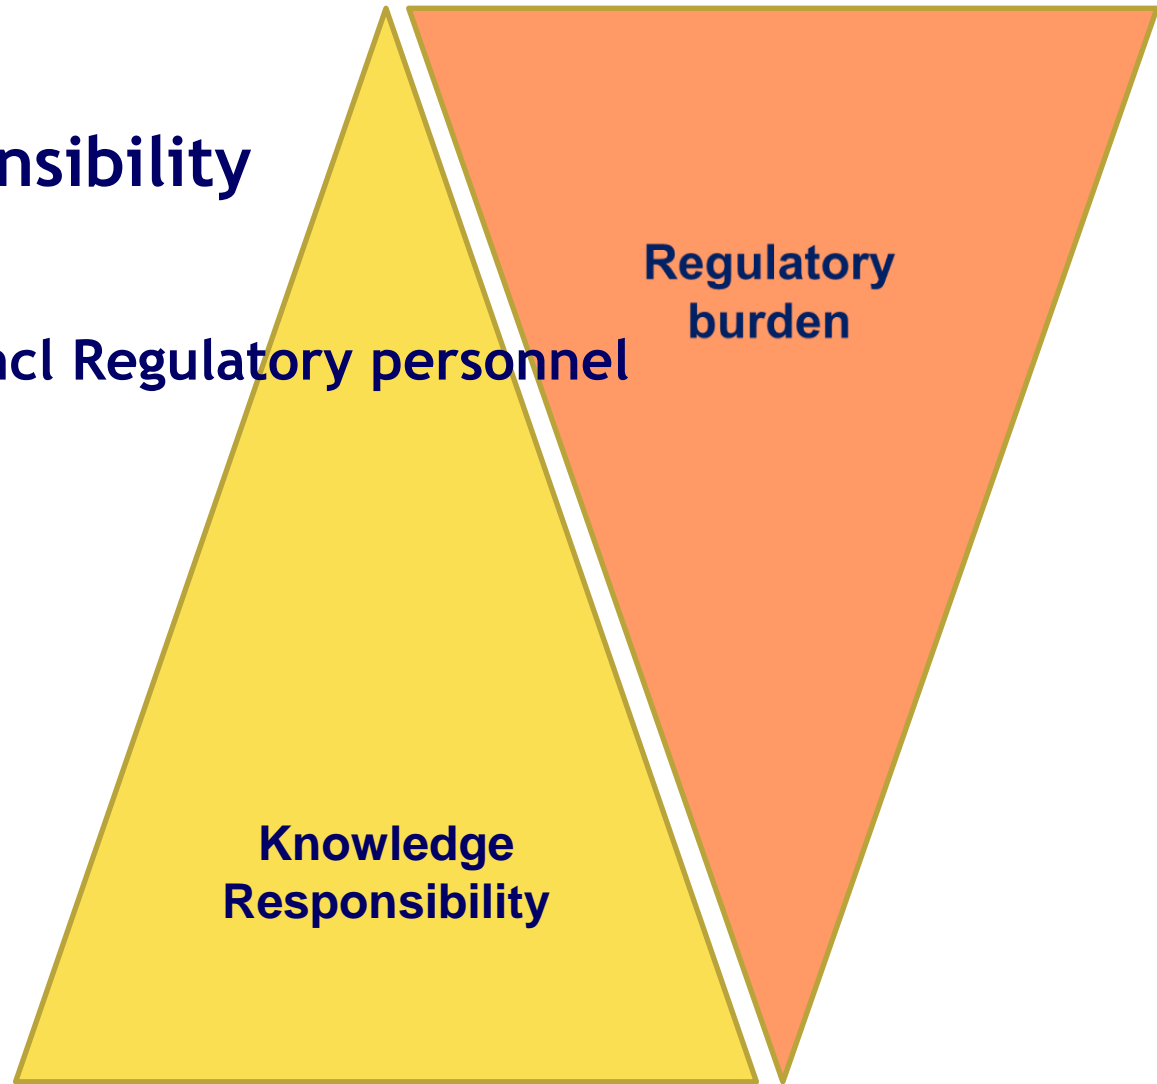 nsibility
Regulatory
burden
ncl Regulatory personnel
Knowledge
Responsibility